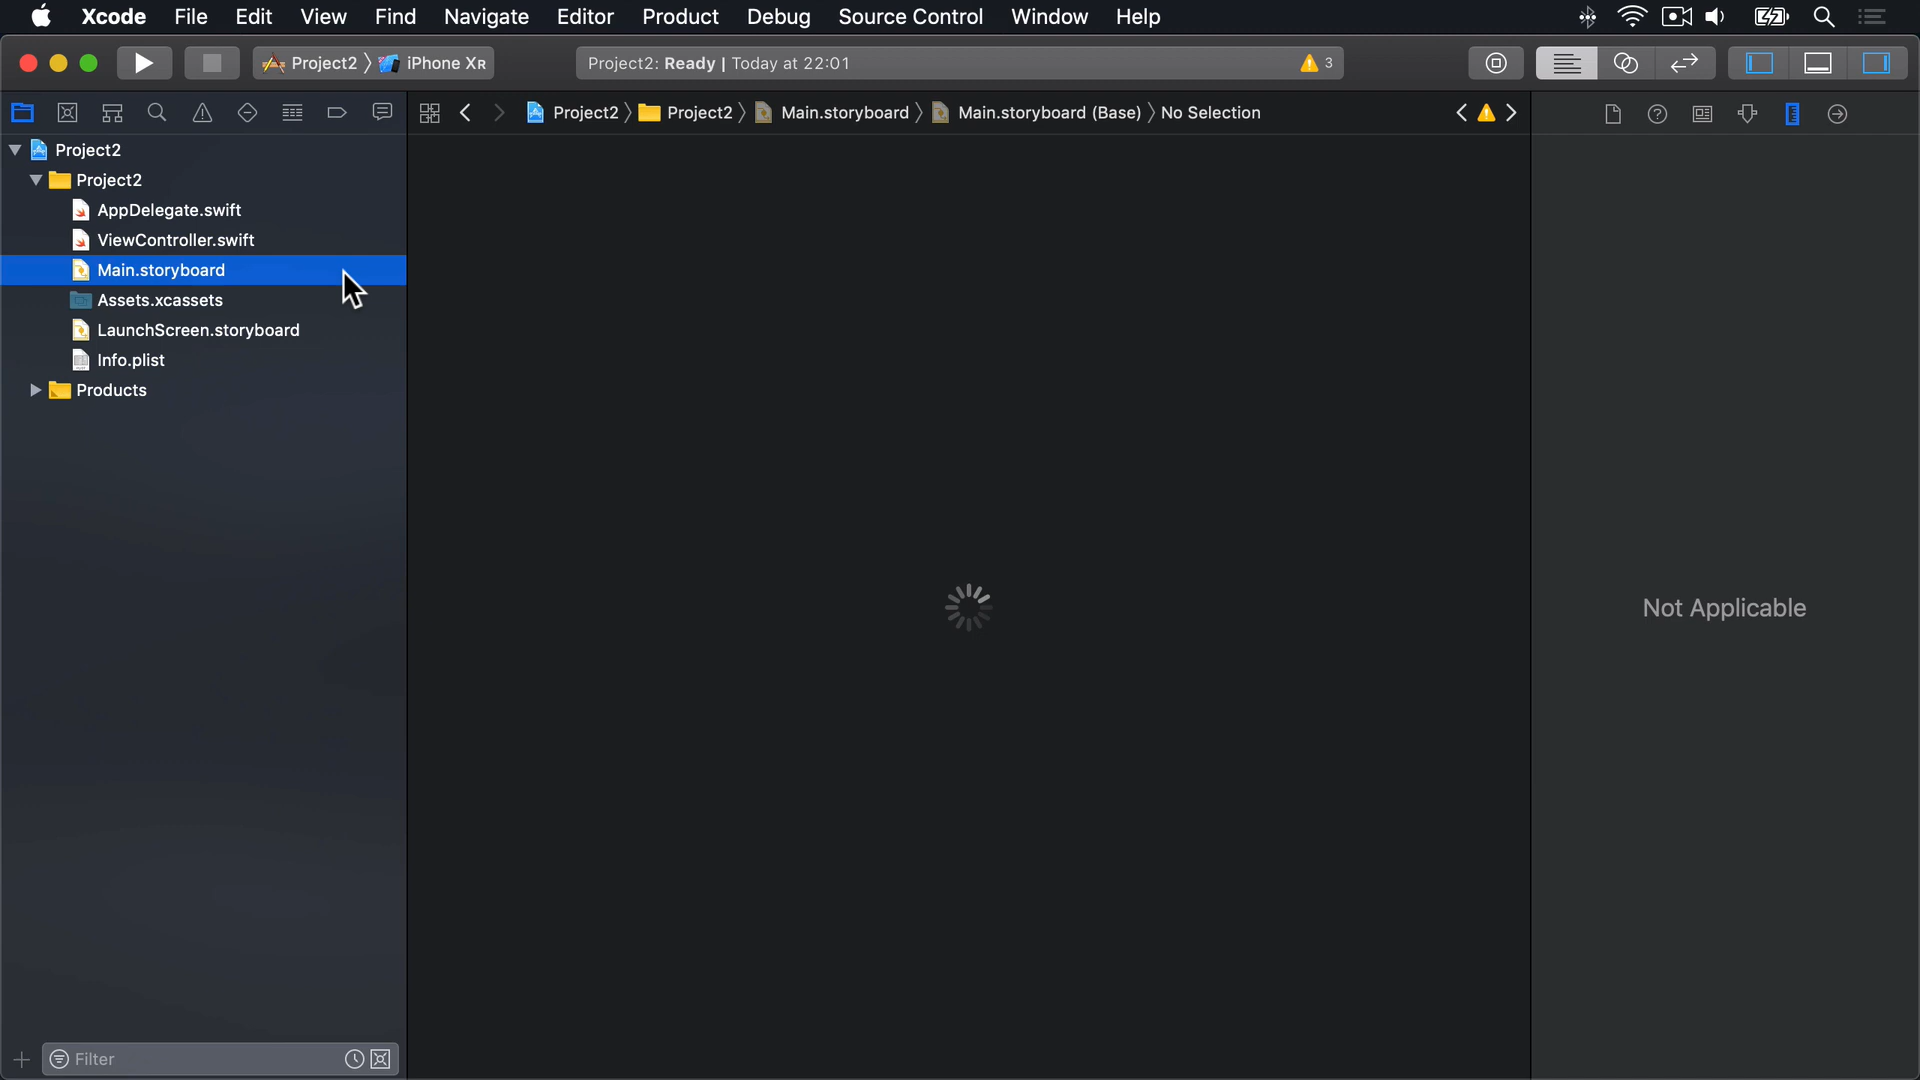 Xcode File Edit View Find Navigate Editor Product Debug Source Control Window Help
Project2 〉 iPhone XR
Project2: Ready | Today at 22:01
3
Project2 〉 Project2 〉 Main.storyboard 〉 Main.storyboard (Base) 〉 No Selection
Project2
Project2
AppDelegate.swift
ViewController.swift
Main.storyboard
Assets.xcassets
LaunchScreen.storyboard
Info.plist
Products
Not Applicable
Filter